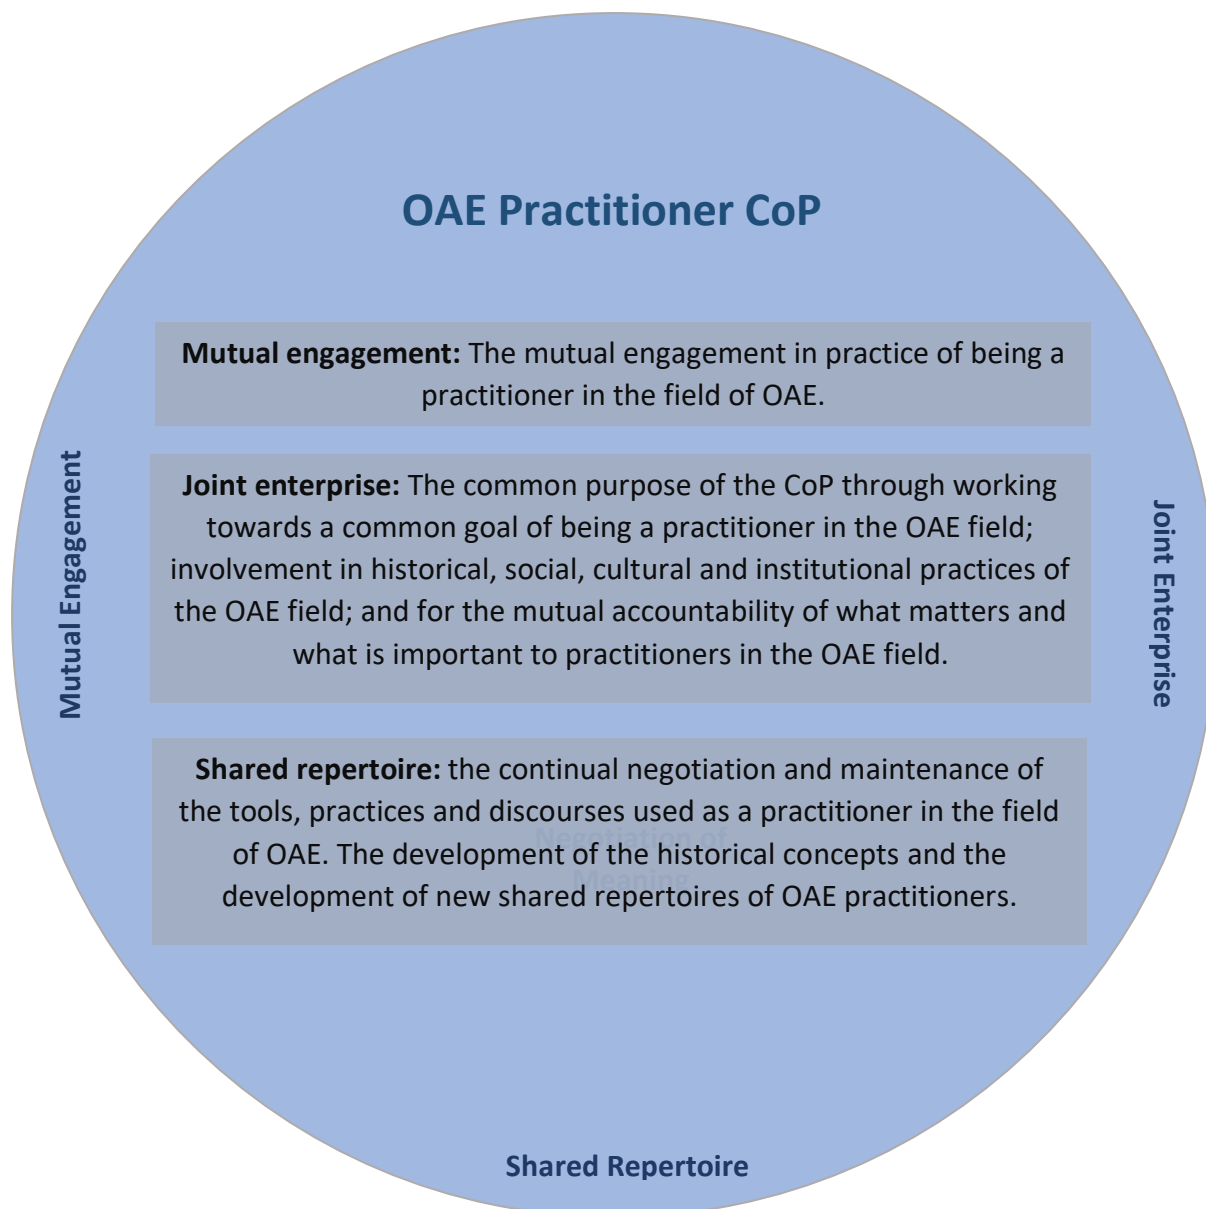 OAE Practitioner CoP
Mutual engagement: The mutual engagement in practice of being a
practitioner in the field of OAE.
Mutual Engagement
Joint enterprise: The common purpose of the CoP through working
towards a common goal of being a practitioner in the OAE field;
involvement in historical, social, cultural and institutional practices of
the OAE field; and for the mutual accountability of what matters and
what is important to practitioners in the OAE field.
Joint Enterprise
Shared repertoire: the continual negotiation and maintenance of
the tools, practices and discourses used as a practitioner in the field
of OAE. The development of the historical concepts and the
development of new shared repertoires of OAE practitioners.
Negotiation of
Meaning
Shared Repertoire